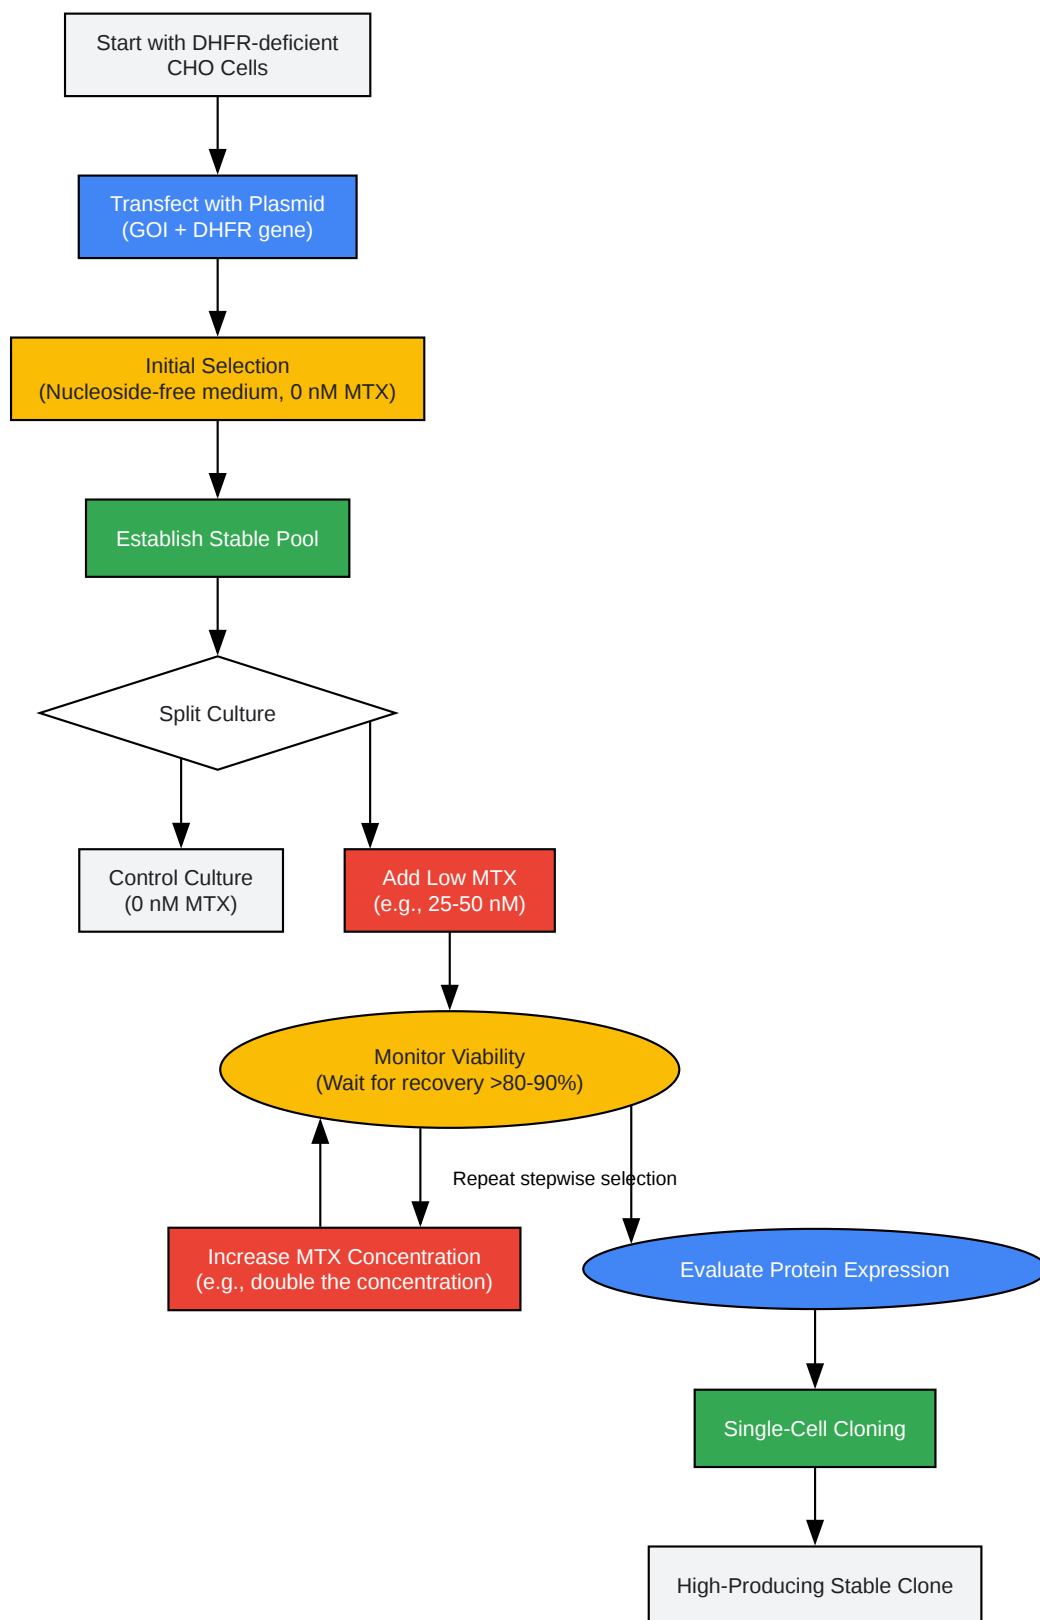 Start with DHFR-deficient
CHO Cells
Transfect with Plasmid
(GOI + DHFR gene)
Initial Selection
(Nucleoside-free medium, 0 nM MTX)
Establish Stable Pool
Split Culture
Control Culture
(0 nM MTX)
Add Low MTX
(e.g., 25-50 nM)
Monitor Viability
(Wait for recovery >80-90%)
Repeat stepwise selection
Increase MTX Concentration
(e.g., double the concentration)
Evaluate Protein Expression
Single-Cell Cloning
High-Producing Stable Clone